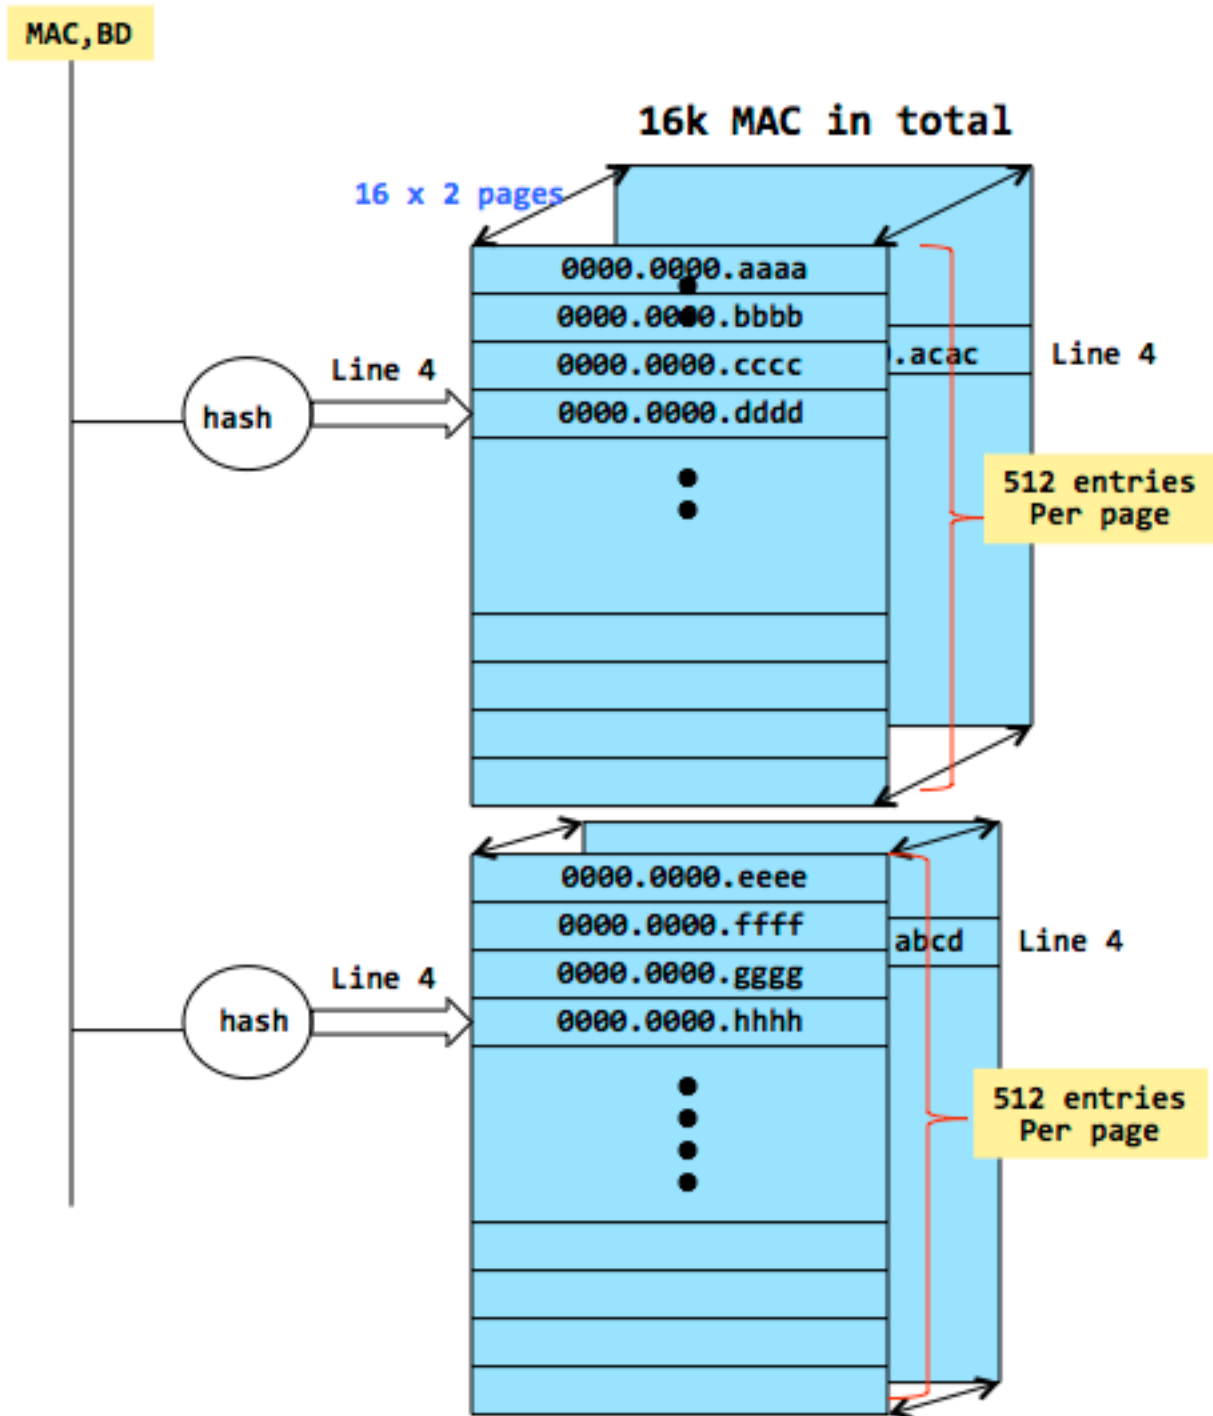 MAC,BD
16k MAC in total
16 x 2 pages
0000.0000.aaaa
0000.0000.bbbb
0000.0000.cccc
.acac
Line 4
Line 4
0000.0000.dddd
hash
512 entries
Per page
0000.0000.eeee
0000.0000.ffff
abcd
Line 4
0000.0000.gggg
Line 4
0000.0000.hhhh
hash
512 entries
Per page